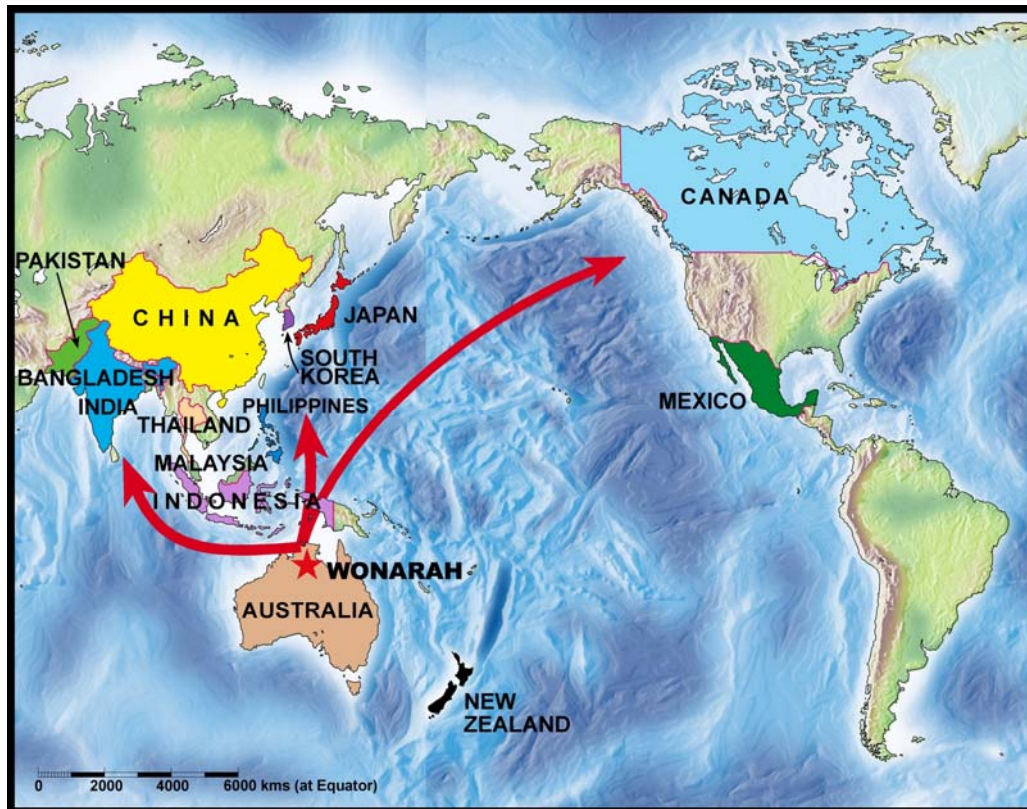 CANADA
PAKISTAN
CHINA
JAPAN
SOUTH
KOREA
BANGLADESH
INDIA
PHILIPPINES
MEXICO
THAILAND
MALAYSIA
INDONESIA
WONARAH
AUSTRALIA
NEW
ZEALAND
0 2000 4000 6000 kms (at Equator)